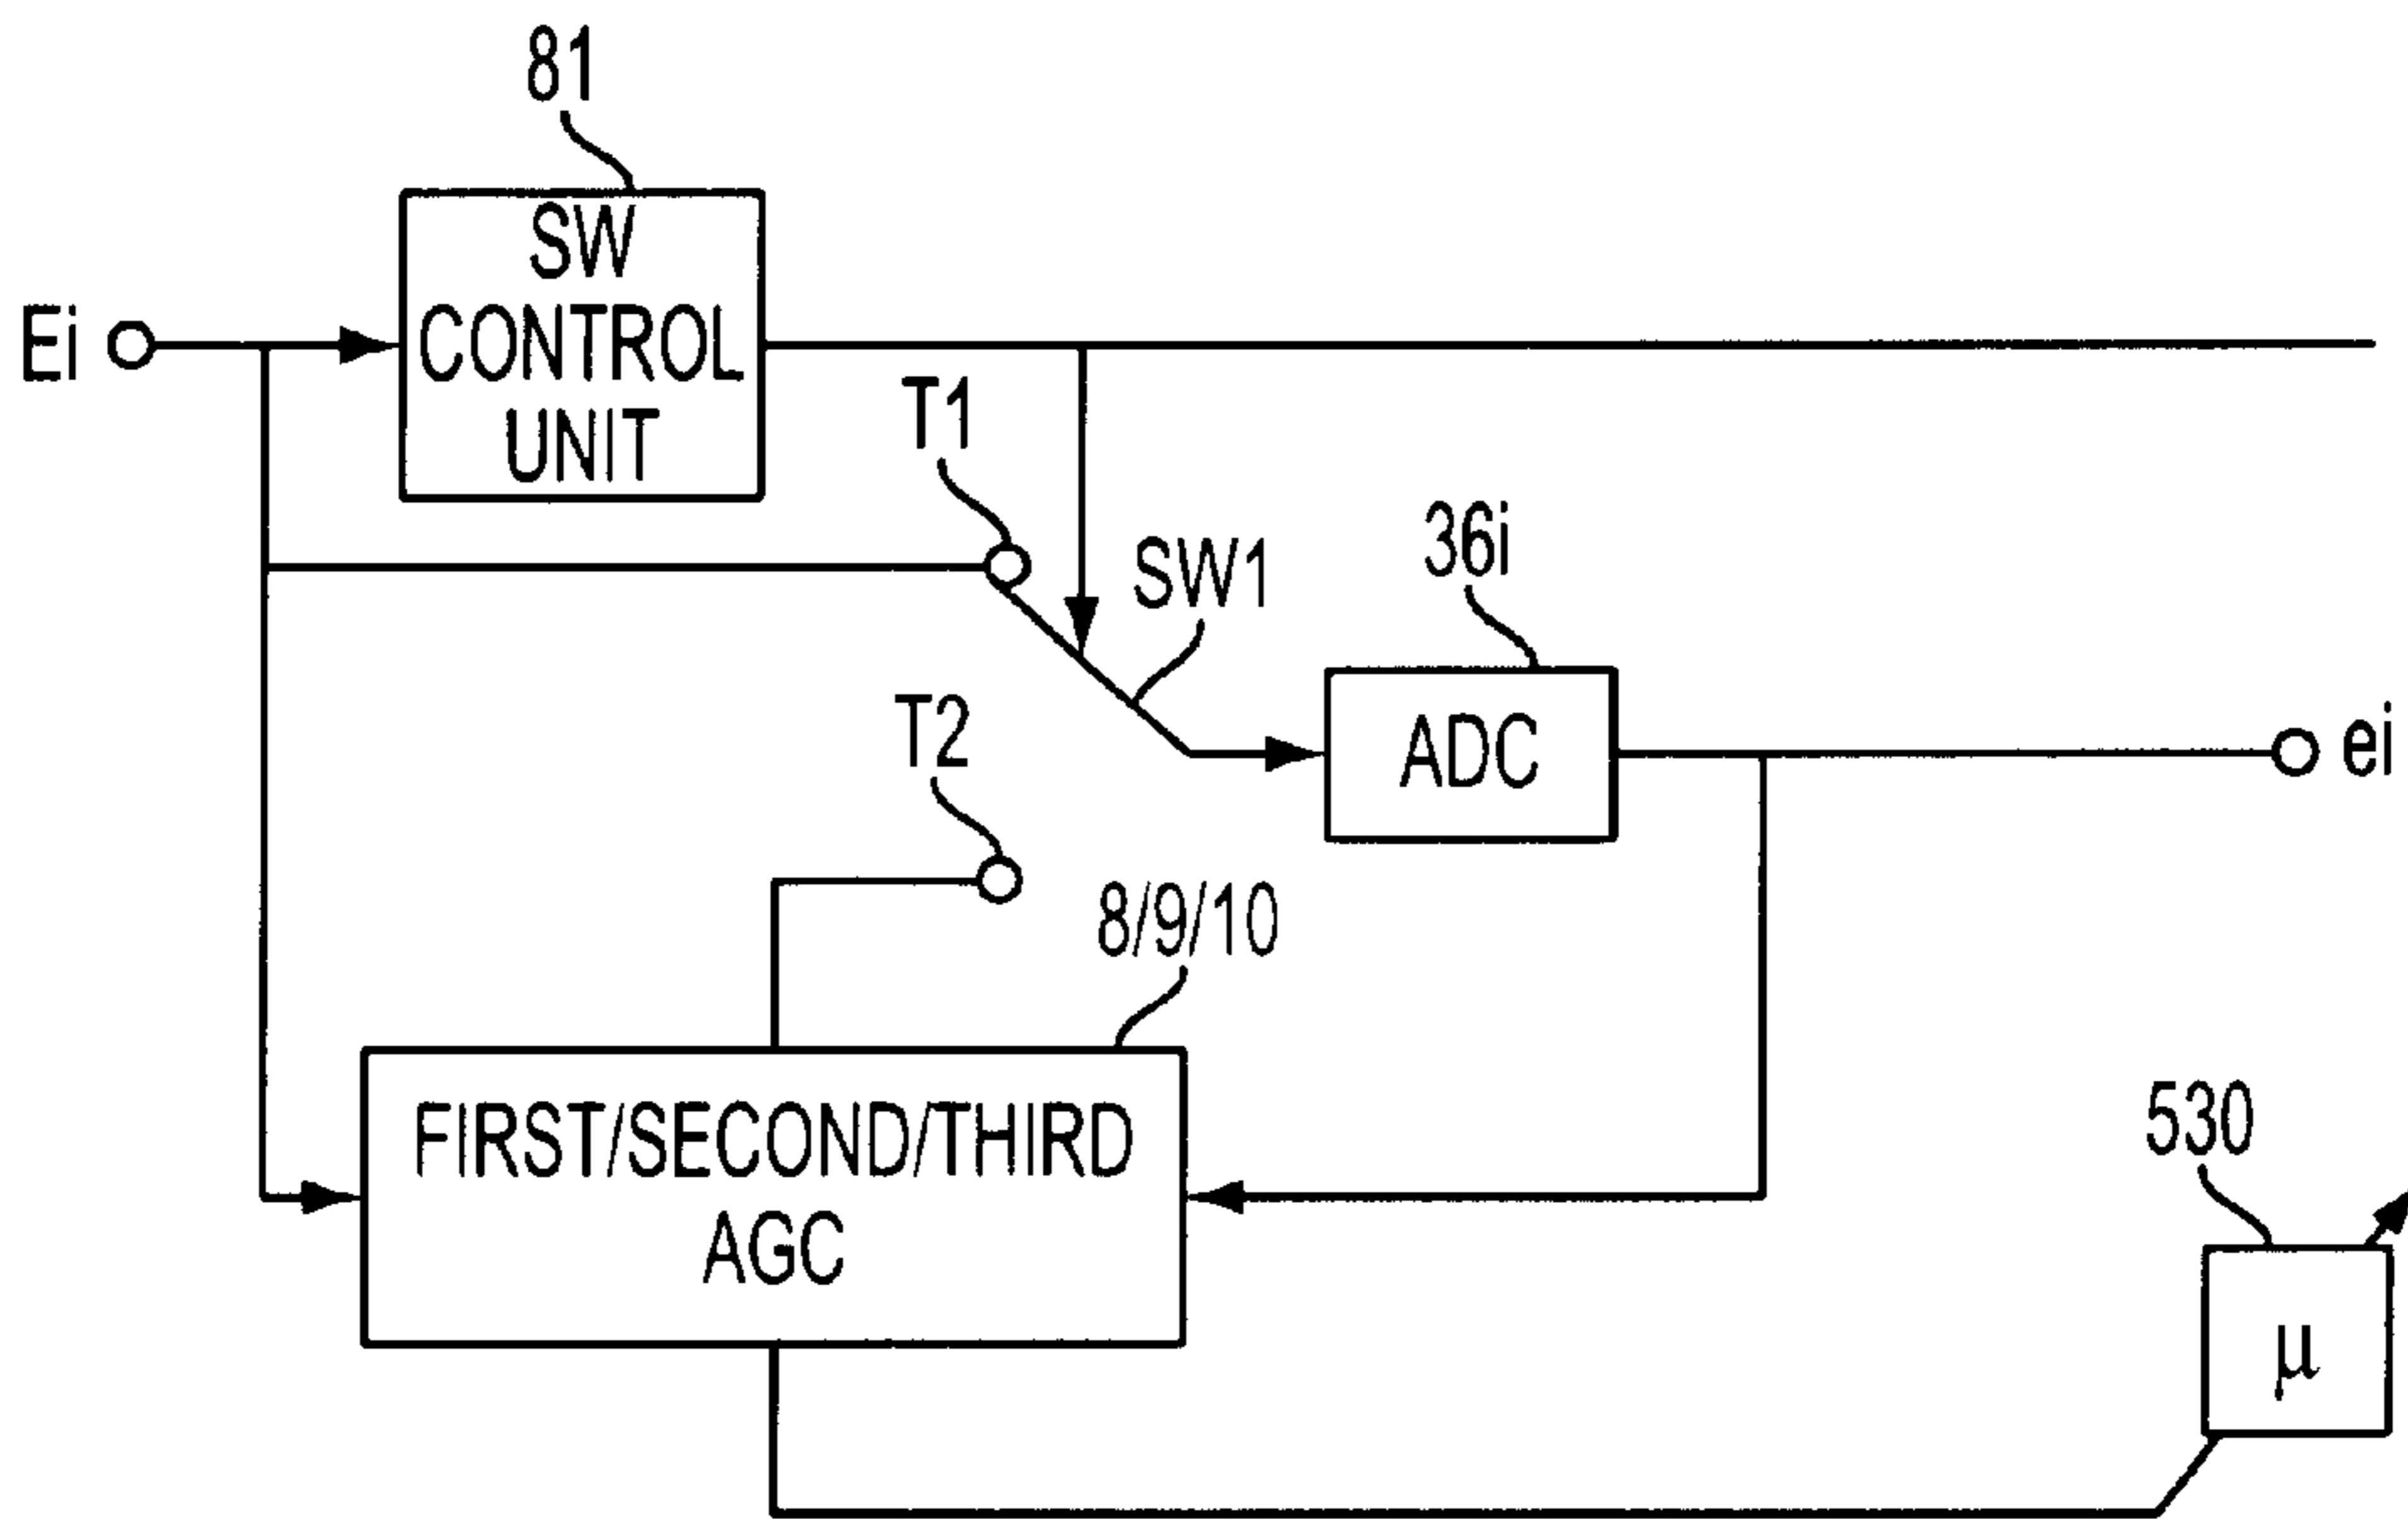 81
SW
CONTROL
UNIT
Ei
T1
SW1
36i
ADC
ei
T2
8/9/10
FIRST/SECOND/THIRD
AGC
530
μ